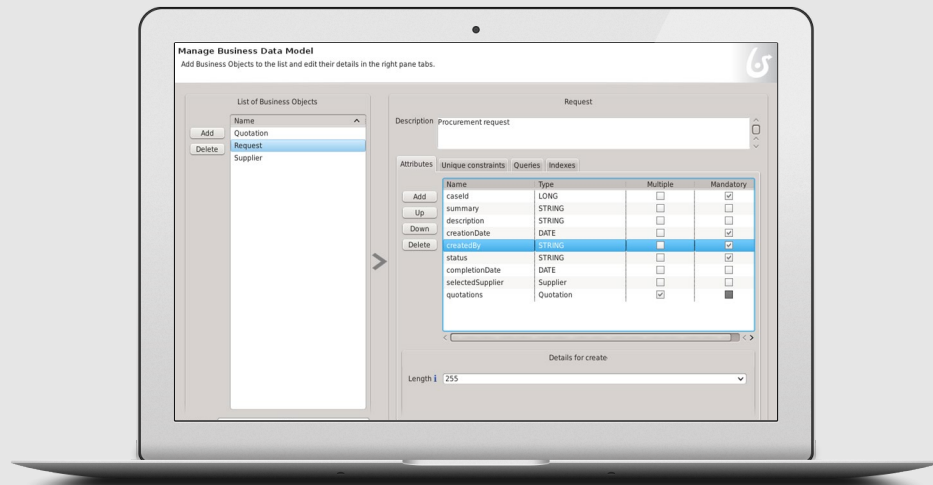 Manage Business Data Model
Add Business Objects to the list and edit their details in the right pane tabs.
List of Business Objects
Name
Add
Quotation
Delete
Request
Supplier
Request
Description
Procurement request
Attributes
Unique constraints
Queries
Indexes
Name Type Multiple Mandatory
Add
Up
Down
Delete
caseId LONG
summary STRING
description STRING
creationDate DATE
createdBy STRING
status STRING
completionDate DATE
selectedSupplier Supplier
quotations Quotation
Details for create
Length i 255